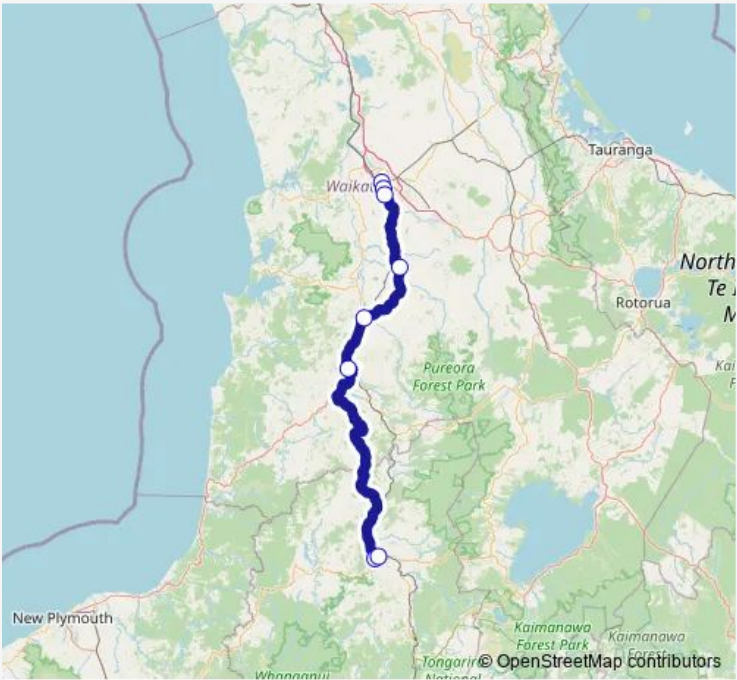 Tauranga
Waika
North
Te I
M
Rotorua
Kai
F
Pureora
Forest Park
New Plymouth
Kaimanawa
Forest Park
Kaimanawa
Forest
Whanganui
Tongariro
National
© OpenStreetMap contributors